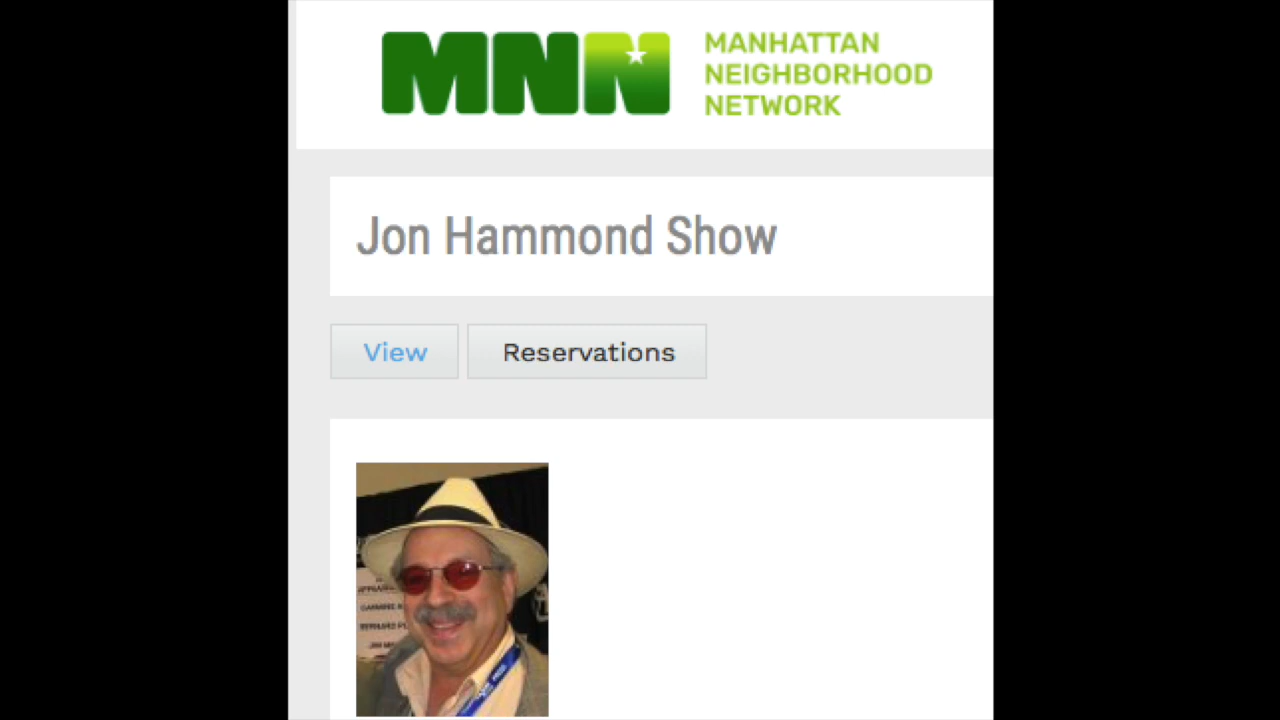 MNN
MANHATTAN
NEIGHBORHOOD
NETWORK
Jon Hammond Show
View
Reservations